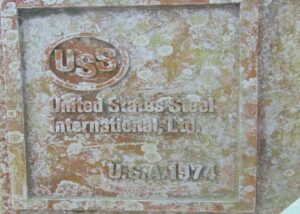 USS
United States Steel
International, Ltd.
U.S.A. 1974